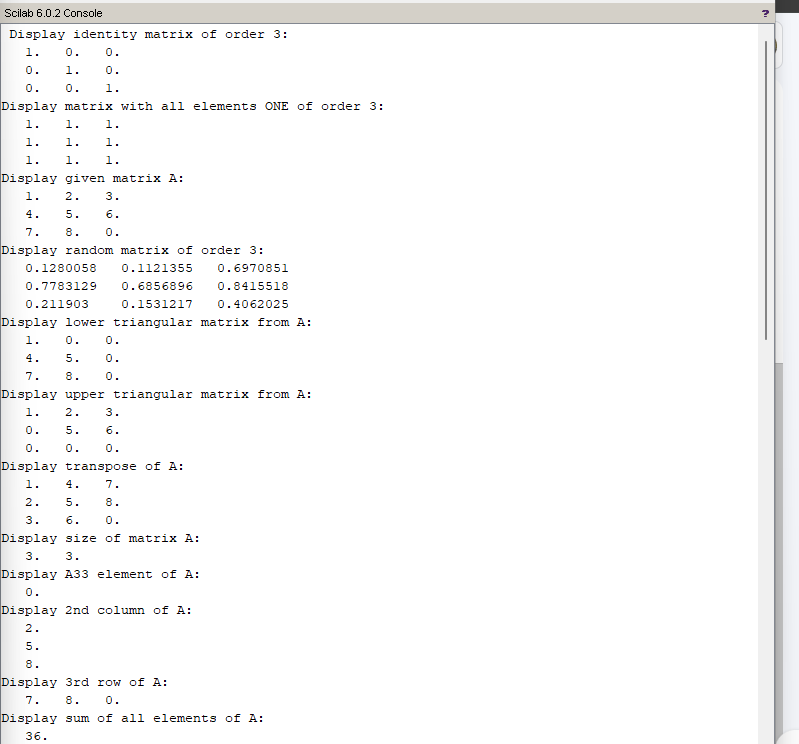 Scilab 6.0.2 Console ?
Display identity matrix of order 3:
1. 0. 0.
0. 1. 0.
0. 0. 1.
Display matrix with all elements ONE of order 3:
1. 1. 1.
1. 1. 1.
1. 1. 1.
Display given matrix A:
1. 2. 3.
4. 5. 6.
7. 8. 0.
Display random matrix of order 3:
0.1280058 0.1121355 0.6970851
0.7783129 0.6856896 0.8415518
0.211903 0.1531217 0.4062025
Display lower triangular matrix from A:
1. 0. 0.
4. 5. 0.
7. 8. 0.
Display upper triangular matrix from A:
1. 2. 3.
0. 5. 6.
0. 0. 0.
Display transpose of A:
1. 4. 7.
2. 5. 8.
3. 6. 0.
Display size of matrix A:
3. 3.
Display A33 element of A:
0.
Display 2nd column of A:
2.
5.
8.
Display 3rd row of A:
7. 8. 0.
Display sum of all elements of A:
36.